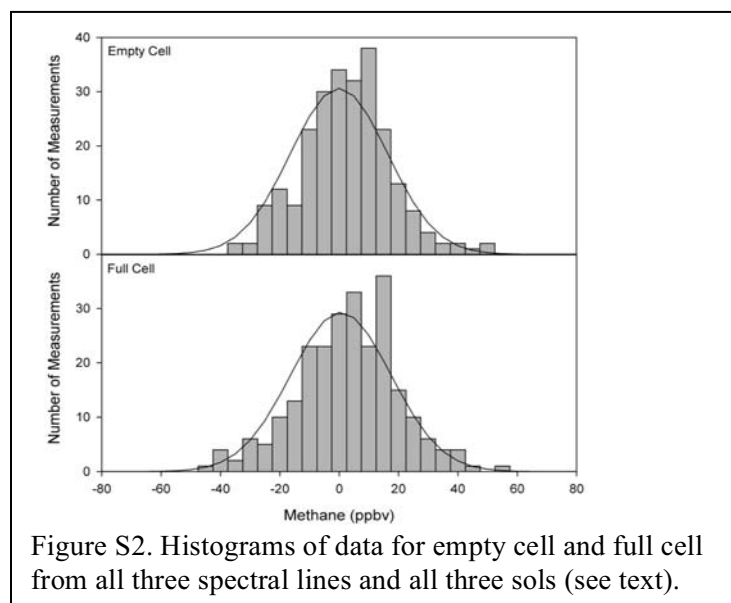 40
Empty Cell
30
20
10
0
Number of Measurements
Full Cell
30
20
10
0
Number of Measurements
-80 -60 -40 -20 0 20 40 60 80
Methane (ppbv)
Figure S2. Histograms of data for empty cell and full cell
from all three spectral lines and all three sols (see text).